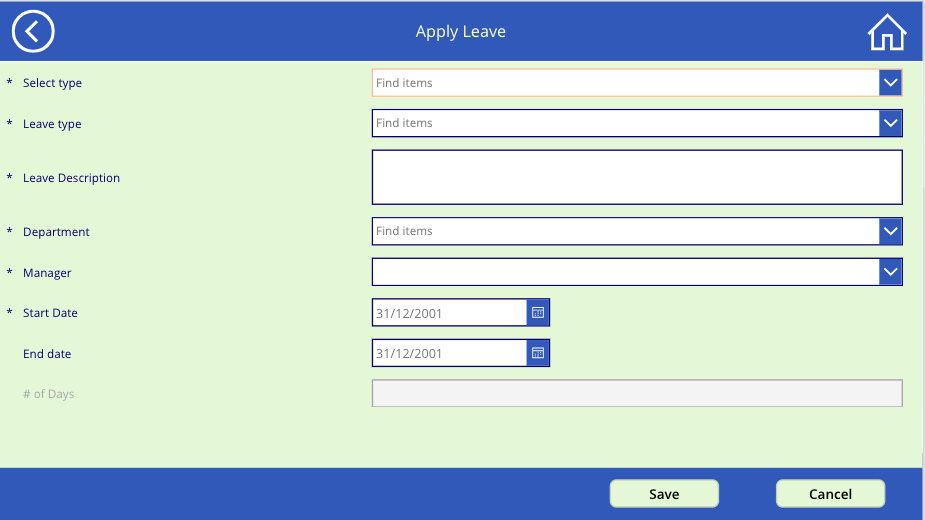 Apply Leave
* Select type Find items
* Leave type Find items
* Leave Description
* Department Find items
* Manager
* Start Date 31/12/2001
End date 31/12/2001
# of Days
Save Cancel